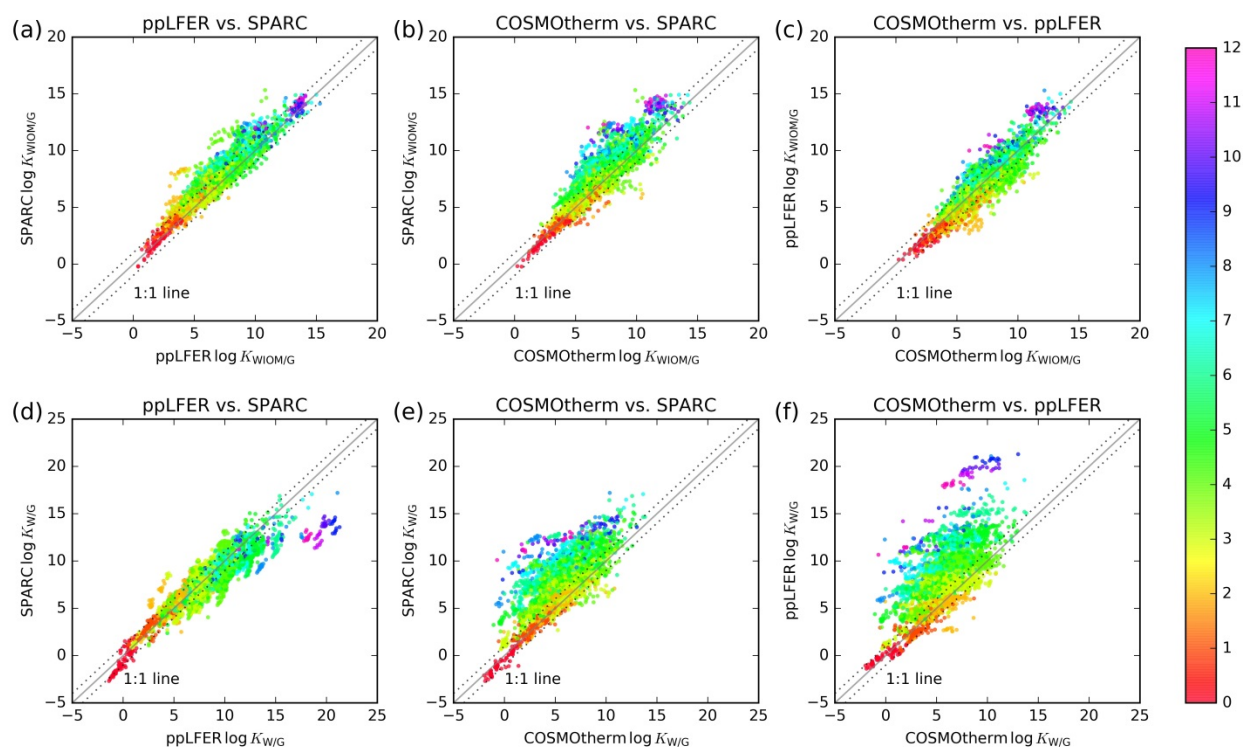 (a) ppLFER vs. SPARC
(b) COSMOtherm vs. SPARC
(c) COSMOtherm vs. ppLFER
20
15
10
5
0
−5
SPARC log K_WIOM/G
1:1 line
−5 0 5 10 15 20
ppLFER log K_WIOM/G
20
15
10
5
0
−5
SPARC log K_WIOM/G
1:1 line
−5 0 5 10 15 20
COSMOtherm log K_WIOM/G
20
15
10
5
0
−5
ppLFER log K_WIOM/G
1:1 line
−5 0 5 10 15 20
COSMOtherm log K_WIOM/G
(d) ppLFER vs. SPARC
(e) COSMOtherm vs. SPARC
(f) COSMOtherm vs. ppLFER
25
20
15
10
5
0
−5
SPARC log K_W/G
1:1 line
−5 0 5 10 15 20 25
ppLFER log K_W/G
25
20
15
10
5
0
−5
SPARC log K_W/G
1:1 line
−5 0 5 10 15 20 25
COSMOtherm log K_W/G
25
20
15
10
5
0
−5
ppLFER log K_W/G
1:1 line
−5 0 5 10 15 20 25
COSMOtherm log K_W/G
12
11
10
9
8
7
6
5
4
3
2
1
0